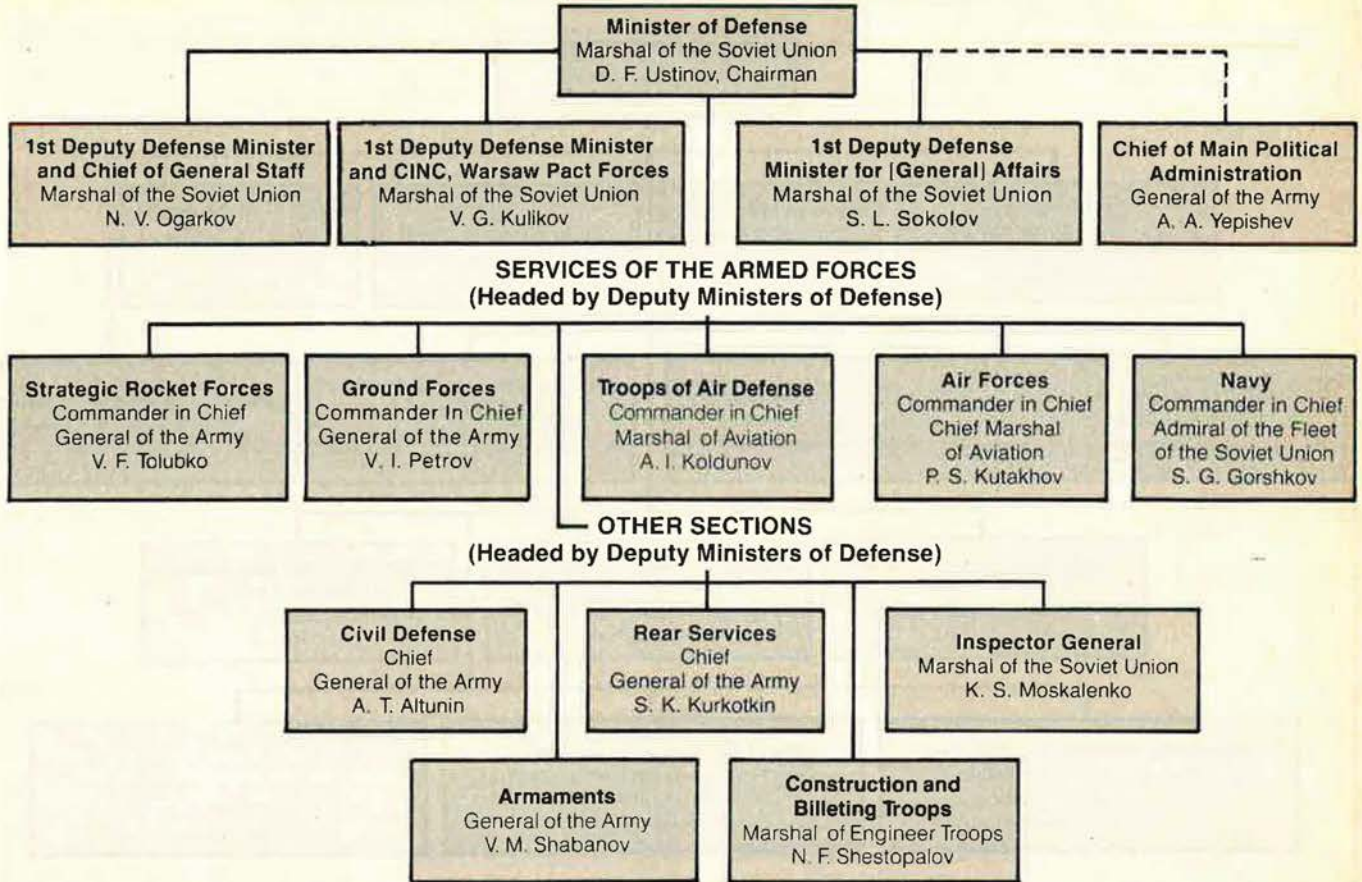 Minister of Defense
Marshal of the Soviet Union
D. F. Ustinov, Chairman
1st Deputy Defense Minister
and Chief of General Staff
Marshal of the Soviet Union
N. V. Ogarkov
1st Deputy Defense Minister
and CINC, Warsaw Pact Forces
Marshal of the Soviet Union
V. G. Kulikov
1st Deputy Defense
Minister for [General] Affairs
Marshal of the Soviet Union
S. L. Sokolov
Chief of Main Political
Administration
General of the Army
A. A. Yepishev
SERVICES OF THE ARMED FORCES
(Headed by Deputy Ministers of Defense)
Strategic Rocket Forces
Commander in Chief
General of the Army
V. F. Tolubko
Ground Forces
Commander In Chief
General of the Army
V. I. Petrov
Troops of Air Defense
Commander in Chief
Marshal of Aviation
A. I. Koldunov
Air Forces
Commander in Chief
Chief Marshal
of Aviation
P. S. Kutakhov
Navy
Commander in Chief
Admiral of the Fleet
of the Soviet Union
S. G. Gorshkov
OTHER SECTIONS
(Headed by Deputy Ministers of Defense)
Civil Defense
Chief
General of the Army
A. T. Altunin
Rear Services
Chief
General of the Army
S. K. Kurkotkin
Inspector General
Marshal of the Soviet Union
K. S. Moskalenko
Armaments
General of the Army
V. M. Shabanov
Construction and
Billeting Troops
Marshal of Engineer Troops
N. F. Shestopalov